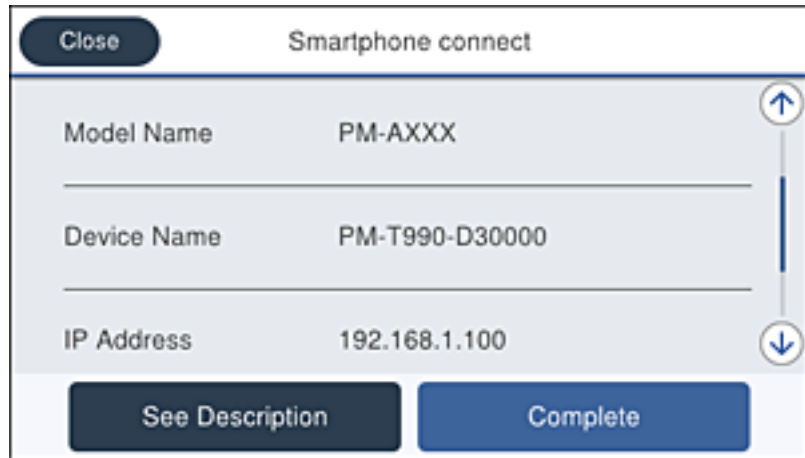 Close
Smartphone connect
Model Name PM-AXXX
Device Name PM-T990-D30000
IP Address 192.168.1.100
See Description
Complete